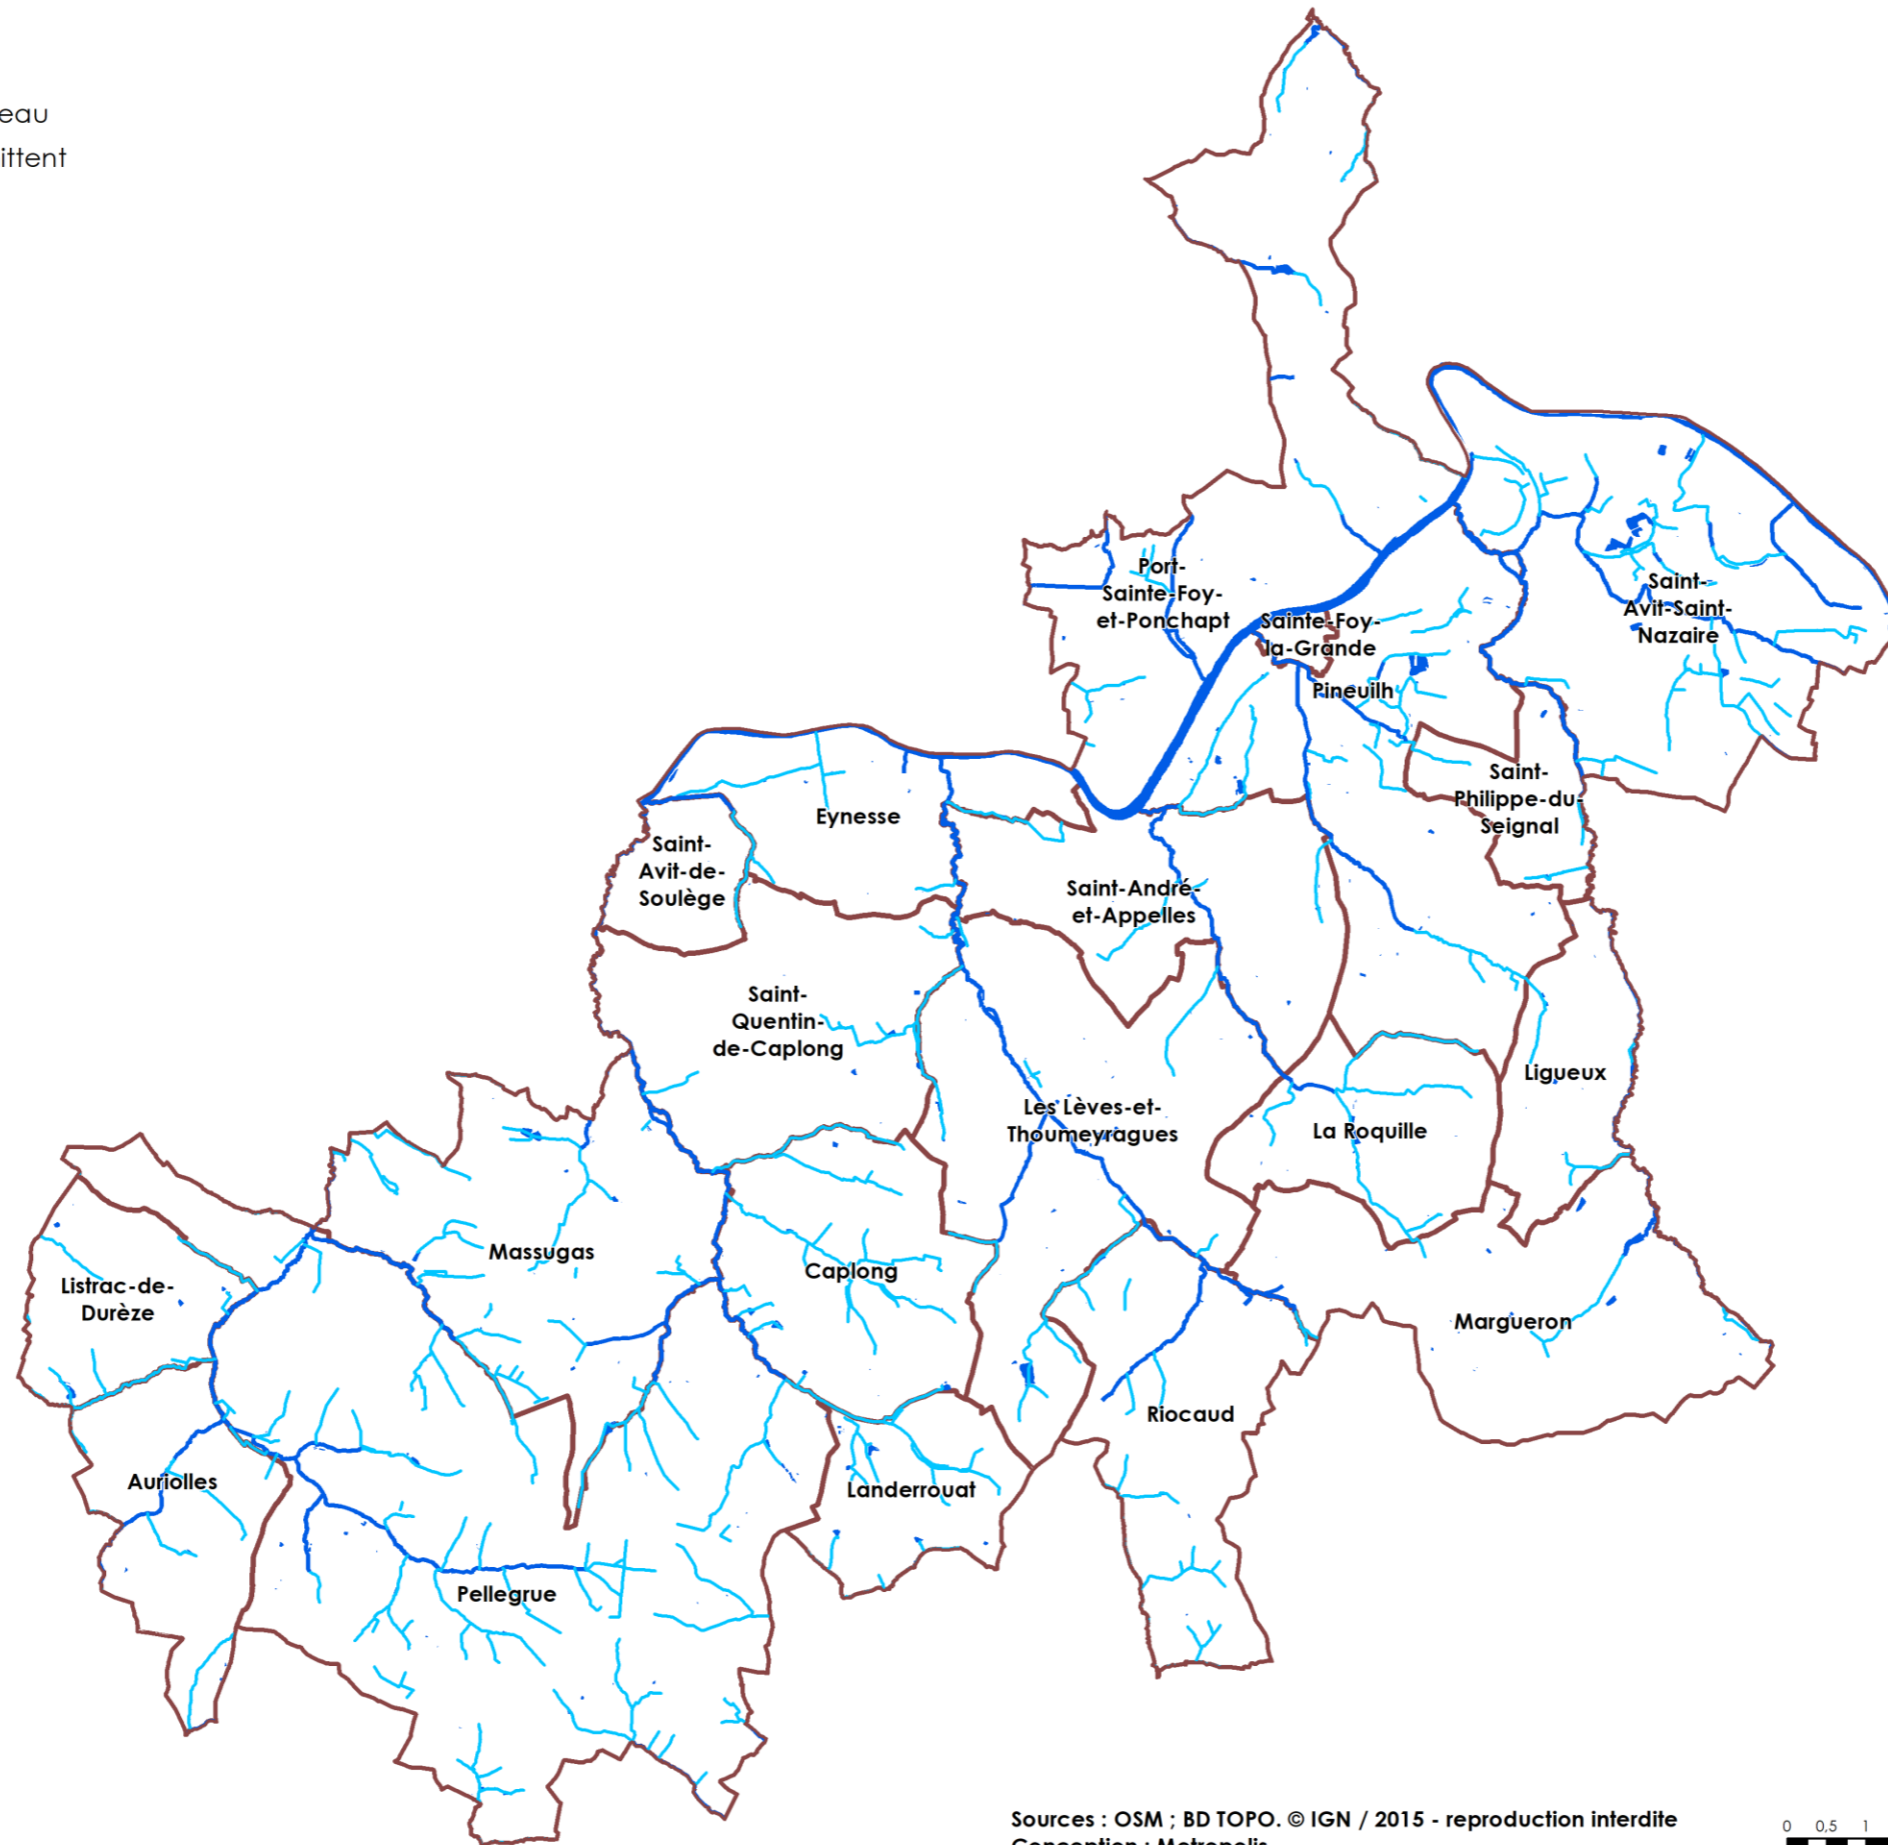 eau
ittent
Port-
Sainte-Foy-
et-Ponchapt
Sainte-Foy-
la-Grande
Pineuilh
Saint-
Avit-Saint-
Nazaire
Saint-
Philippe-du-
Seignal
Eynesse
Saint-
Avit-de-
Soulège
Saint-André-
et-Appelles
Saint-
Quentin-
de-Caplong
Ligueux
Les Lèves-et-
Thoumeyragues
La Roquille
Massugas
Caplong
Listrac-de-
Durèze
Margueron
Riocaud
Auriolles
Landerrouat
Pellegrue
Sources : OSM ; BD TOPO. © IGN / 2015 - reproduction interdite
Conception : Metropolis
0 0,5 1